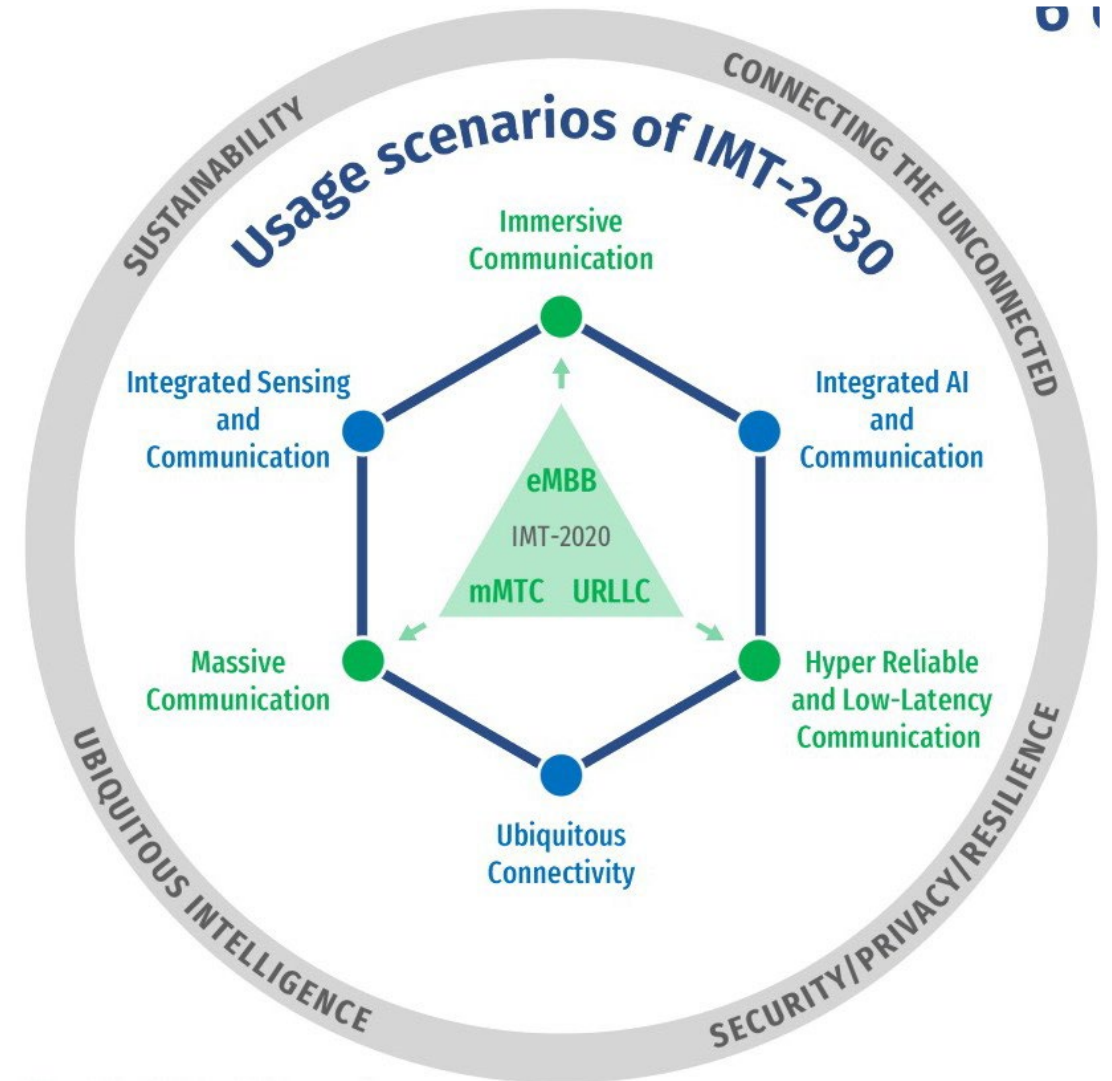 6
SUSTAINABILITY
CONNECTING THE UNCONNECTED
Usage scenarios of IMT-2030
Immersive
Communication
Integrated Sensing
and
Communication
Integrated AI
and
Communication
eMBB
IMT-2020
mMTC URLLC
Massive
Communication
Hyper Reliable
and Low-Latency
Communication
Ubiquitous
Connectivity
UBIQUITOUS INTELLIGENCE
SECURITY/PRIVACY/RESILIENCE